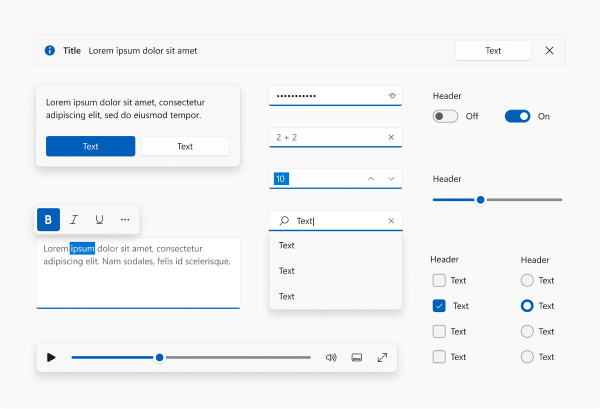 Title Lorem ipsum dolor sit amet Text
Lorem ipsum dolor sit amet, consectetur
adipiscing elit, sed do eiusmod tempor.
Text Text
B I U ...
Lorem ipsum dolor sit amet, consectetur
adipiscing elit. Nam sodales, felis id scelerisque.
•••••••••••
2 + 2
10
Text
Text
Text
Text
Header
Off On
Header
Header
Text
Text
Text
Text
Header
Text
Text
Text
Text